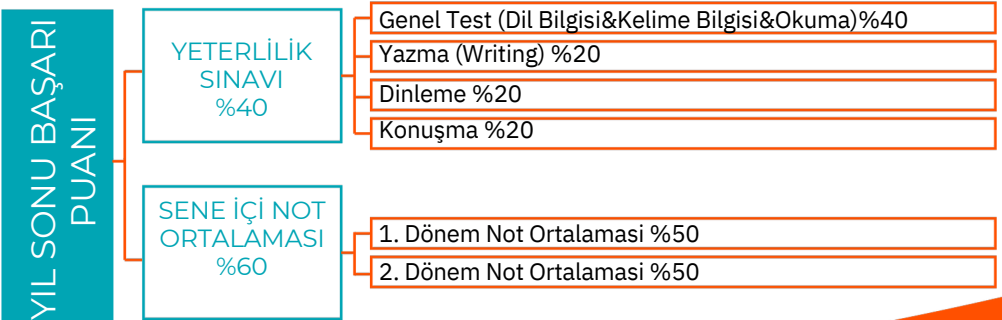 YIL SONU BAŞARI
PUANI
YETERLİLİK
SINAVI
%40
Genel Test (Dil Bilgisi&Kelime Bilgisi&Okuma)%40
Yazma (Writing) %20
Dinleme %20
Konuşma %20
SENE İÇİ NOT
ORTALAMASI
%60
1. Dönem Not Ortalamasi %50
2. Dönem Not Ortalamasi %50